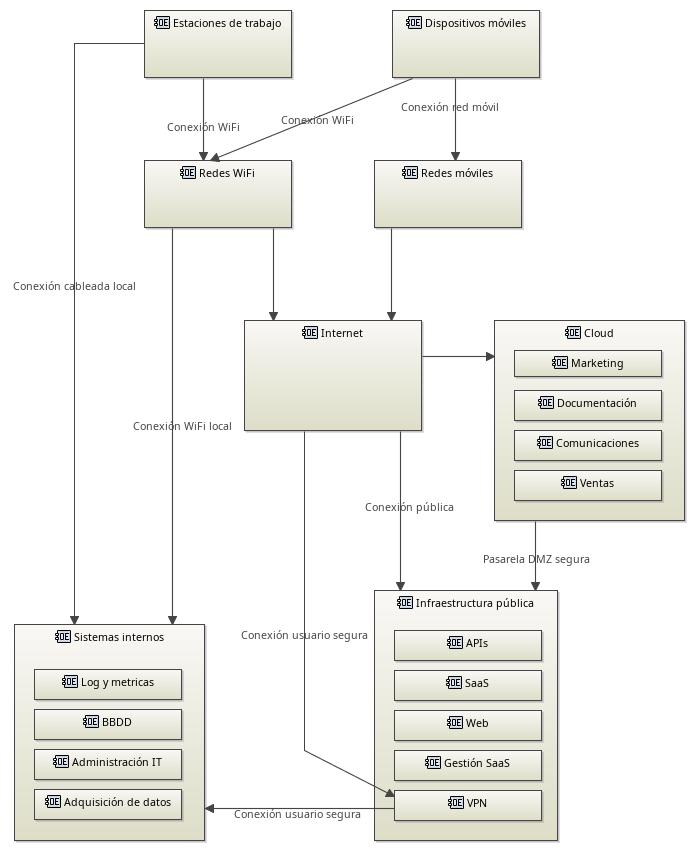 Estaciones de trabajo
Dispositivos móviles
Conexión red móvil
Conexión WiFi
Conexión WiFi
Redes WiFi
Redes móviles
Conexión cableada local
Internet
Cloud
Marketing
Documentación
Comunicaciones
Ventas
Conexión WiFi local
Conexión pública
Pasarela DMZ segura
Infraestructura pública
APIs
SaaS
Web
Gestión SaaS
VPN
Conexión usuario segura
Sistemas internos
Log y metricas
BBDD
Administración IT
Adquisición de datos
Conexión usuario segura